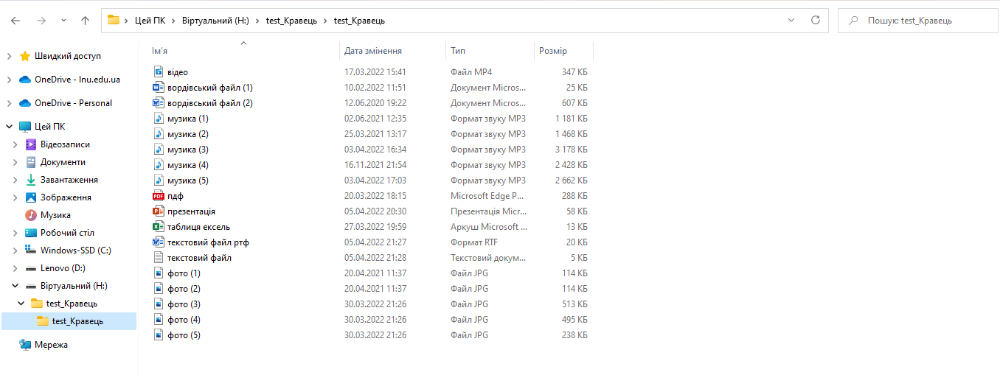 Цей ПК > Віртуальний (H:) > test_Кравець > test_Кравець
Пошук: test_Кравець
Швидкий доступ
OneDrive - lnu.edu.ua
OneDrive - Personal
Цей ПК
Відеозаписи
Документи
Завантаження
Зображення
Музика
Робочий стіл
Windows-SSD (C:)
Lenovo (D:)
Віртуальний (H:)
test_Кравець
test_Кравець
Мережа
Ім'я Дата змінення Тип Розмір
відео 17.03.2022 15:41 Файл MP4 347 КБ
вордівський файл (1) 10.02.2022 11:51 Документ Micros... 25 КБ
вордівський файл (2) 12.06.2020 19:22 Документ Micros... 607 КБ
музика (1) 02.06.2021 12:35 Формат звуку MP3 1 181 КБ
музика (2) 25.03.2021 13:17 Формат звуку MP3 1 468 КБ
музика (3) 03.04.2022 16:34 Формат звуку MP3 3 178 КБ
музика (4) 16.11.2021 21:54 Формат звуку MP3 2 428 КБ
музика (5) 03.04.2022 17:03 Формат звуку MP3 2 662 КБ
PDF пдф 20.03.2022 18:15 Microsoft Edge P... 288 КБ
презентація 05.04.2022 20:30 Презентація Micr... 58 КБ
таблиця ексель 27.03.2022 19:59 Аркуш Microsoft ... 13 КБ
текстовий файл ртф 05.04.2022 21:27 Формат RTF 20 КБ
текстовий файл 05.04.2022 21:28 Текстовий докум... 5 КБ
фото (1) 20.04.2021 11:37 Файл JPG 114 КБ
фото (2) 20.04.2021 11:37 Файл JPG 114 КБ
фото (3) 30.03.2022 21:26 Файл JPG 513 КБ
фото (4) 30.03.2022 21:26 Файл JPG 495 КБ
фото (5) 30.03.2022 21:26 Файл JPG 238 КБ